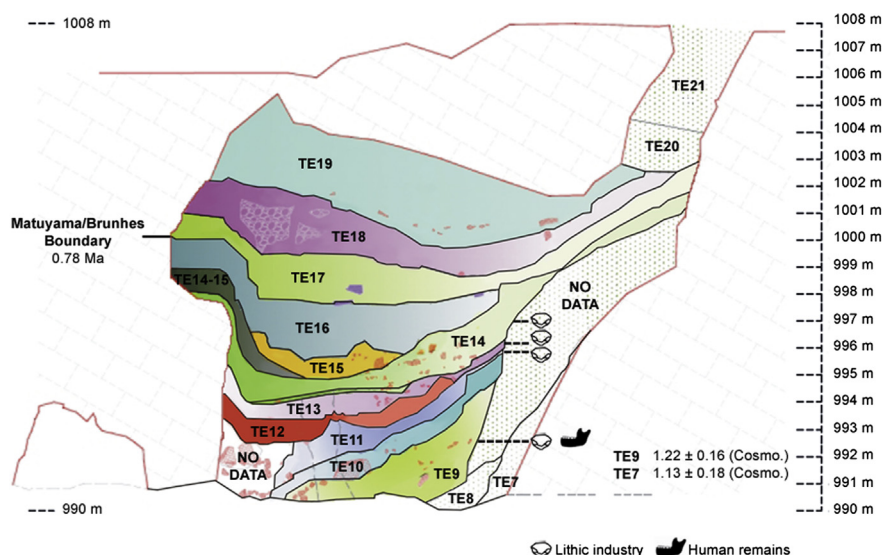 1008 m
1008 m
1007 m
1006 m
TE21
1005 m
1004 m
TE20
1003 m
TE19
1002 m
1001 m
Matuyama/Brunhes
Boundary
0.78 Ma
TE18
1000 m
999 m
TE14-15
TE17
NO
DATA
998 m
997 m
TE16
TE14
996 m
TE15
995 m
994 m
TE13
993 m
TE12
TE11
NO
DATA
TE10
TE9
TE9 1.22 ± 0.16 (Cosmo.)
992 m
TE7 1.13 ± 0.18 (Cosmo.)
TE7
991 m
TE8
990 m
990 m
Lithic industry
Human remains